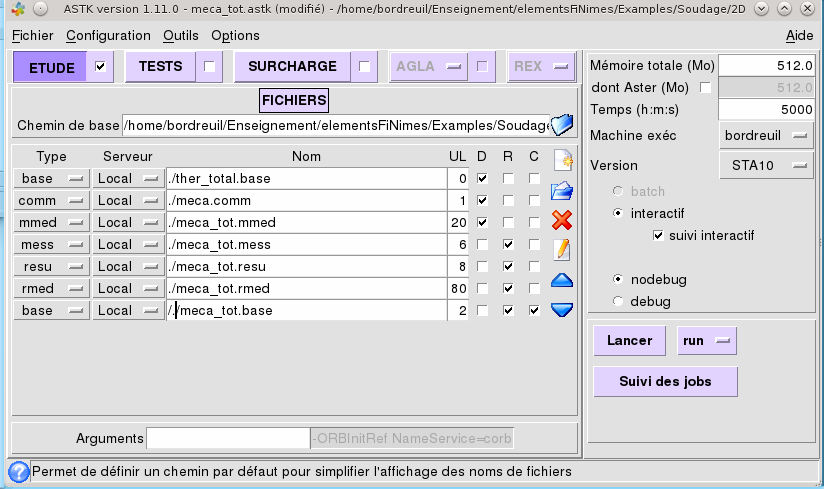 ASTK version 1.11.0 - meca_tot.astk (modifié) - /home/bordreuil/Enseignement/elementsFiNimes/Examples/Soudage/2D
Fichier Configuration Outils Options Aide
ETUDE TESTS SURCHARGE AGLA REX
FICHIERS
Chemin de base /home/bordreuil/Enseignement/elementsFiNimes/Examples/Soudage
Type Serveur Nom UL D R C
base Local ./ther_total.base 0
comm Local ./meca.comm 1
mmed Local ./meca_tot.mmed 20
mess Local ./meca_tot.mess 6
resu Local ./meca_tot.resu 8
rmed Local ./meca_tot.rmed 80
base Local /./meca_tot.base 2
Arguments -ORBInitRef NameService=corb
Mémoire totale (Mo) 512.0
dont Aster (Mo) 512.0
Temps (h:m:s) 5000
Machine exéc bordreuil
Version STA10
batch
interactif
suivi interactif
nodebug
debug
Lancer run
Suivi des jobs
? Permet de définir un chemin par défaut pour simplifier l'affichage des noms de fichiers